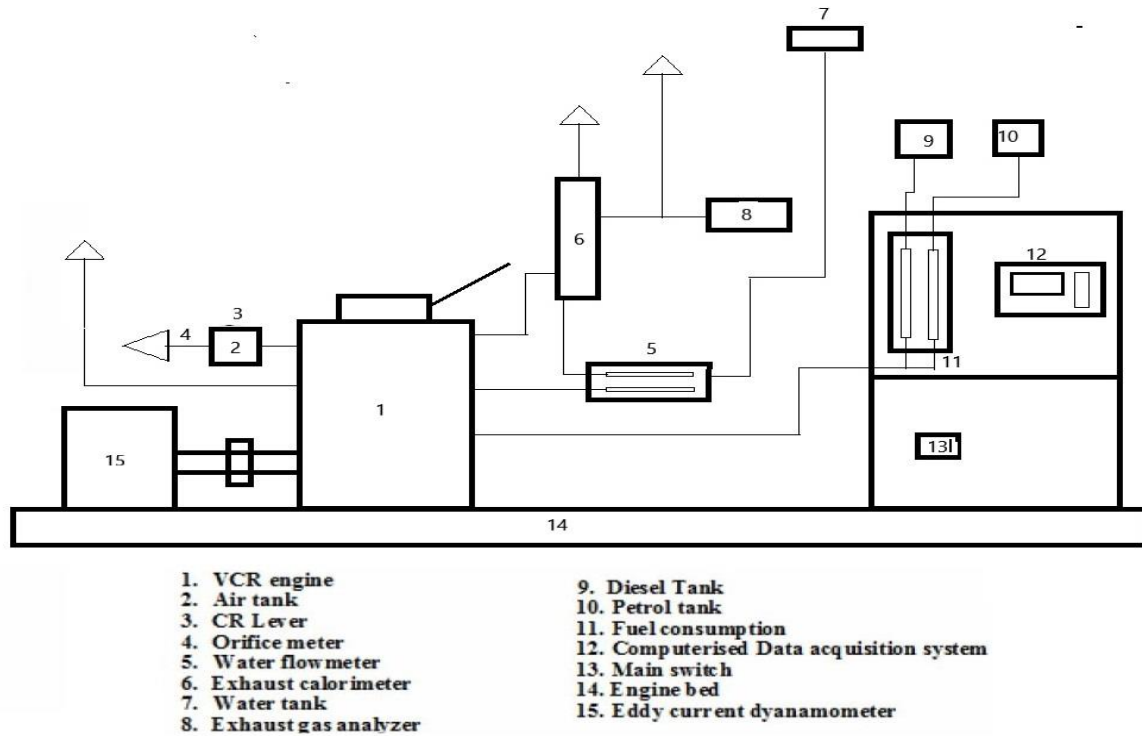 7
9
10
8
6
12
3
4
2
5
11
1
13
15
14
1. VCR engine
2. Air tank
3. CR Lever
4. Orifice meter
5. Water flowmeter
6. Exhaust calorimeter
7. Water tank
8. Exhaust gas analyzer
9. Diesel Tank
10. Petrol tank
11. Fuel consumption
12. Computerised Data acquisition system
13. Main switch
14. Engine bed
15. Eddy current dyanamometer